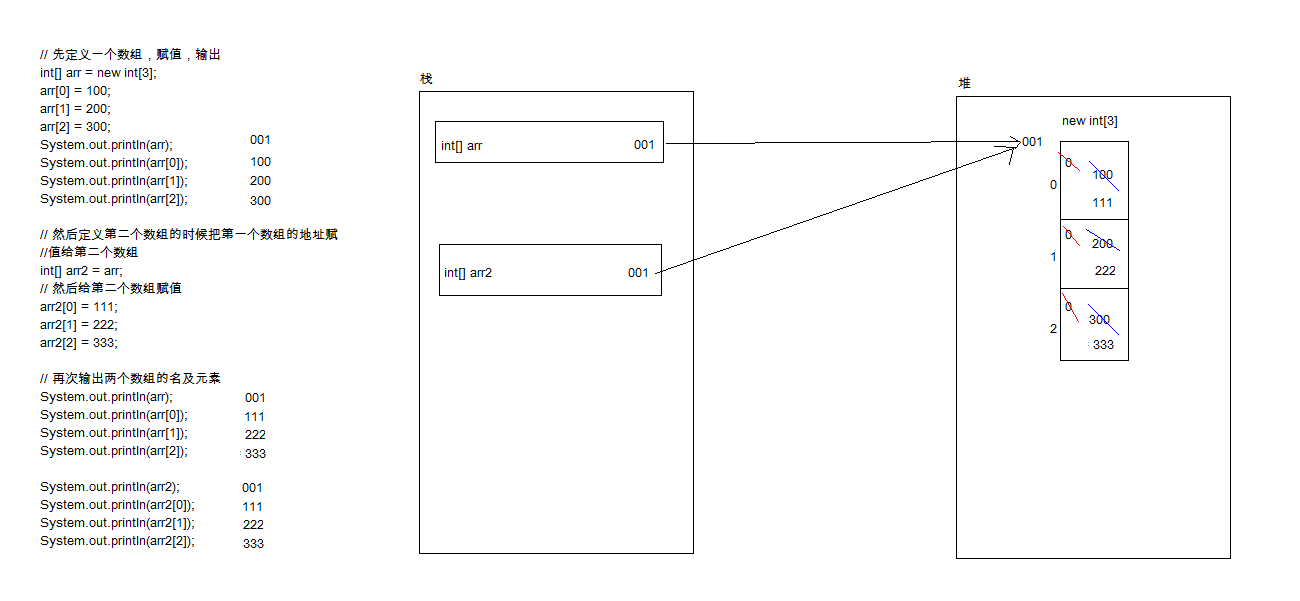 // 先定义一个数组，赋值，输出
int[] arr = new int[3];
arr[0] = 100;
arr[1] = 200;
arr[2] = 300;
System.out.println(arr); 001
System.out.println(arr[0]); 100
System.out.println(arr[1]); 200
System.out.println(arr[2]); 300
// 然后定义第二个数组的时候把第一个数组的地址赋
//值给第二个数组
int[] arr2 = arr;
// 然后给第二个数组赋值
arr2[0] = 111;
arr2[1] = 222;
arr2[2] = 333;
// 再次输出两个数组的名及元素
System.out.println(arr); 001
System.out.println(arr[0]); 111
System.out.println(arr[1]); 222
System.out.println(arr[2]); 333
System.out.println(arr2); 001
System.out.println(arr2[0]); 111
System.out.println(arr2[1]); 222
System.out.println(arr2[2]); 333
栈
int[] arr 001
int[] arr2 001
堆
new int[3]
001
0
0
100
111
1
0
200
222
2
0
300
333